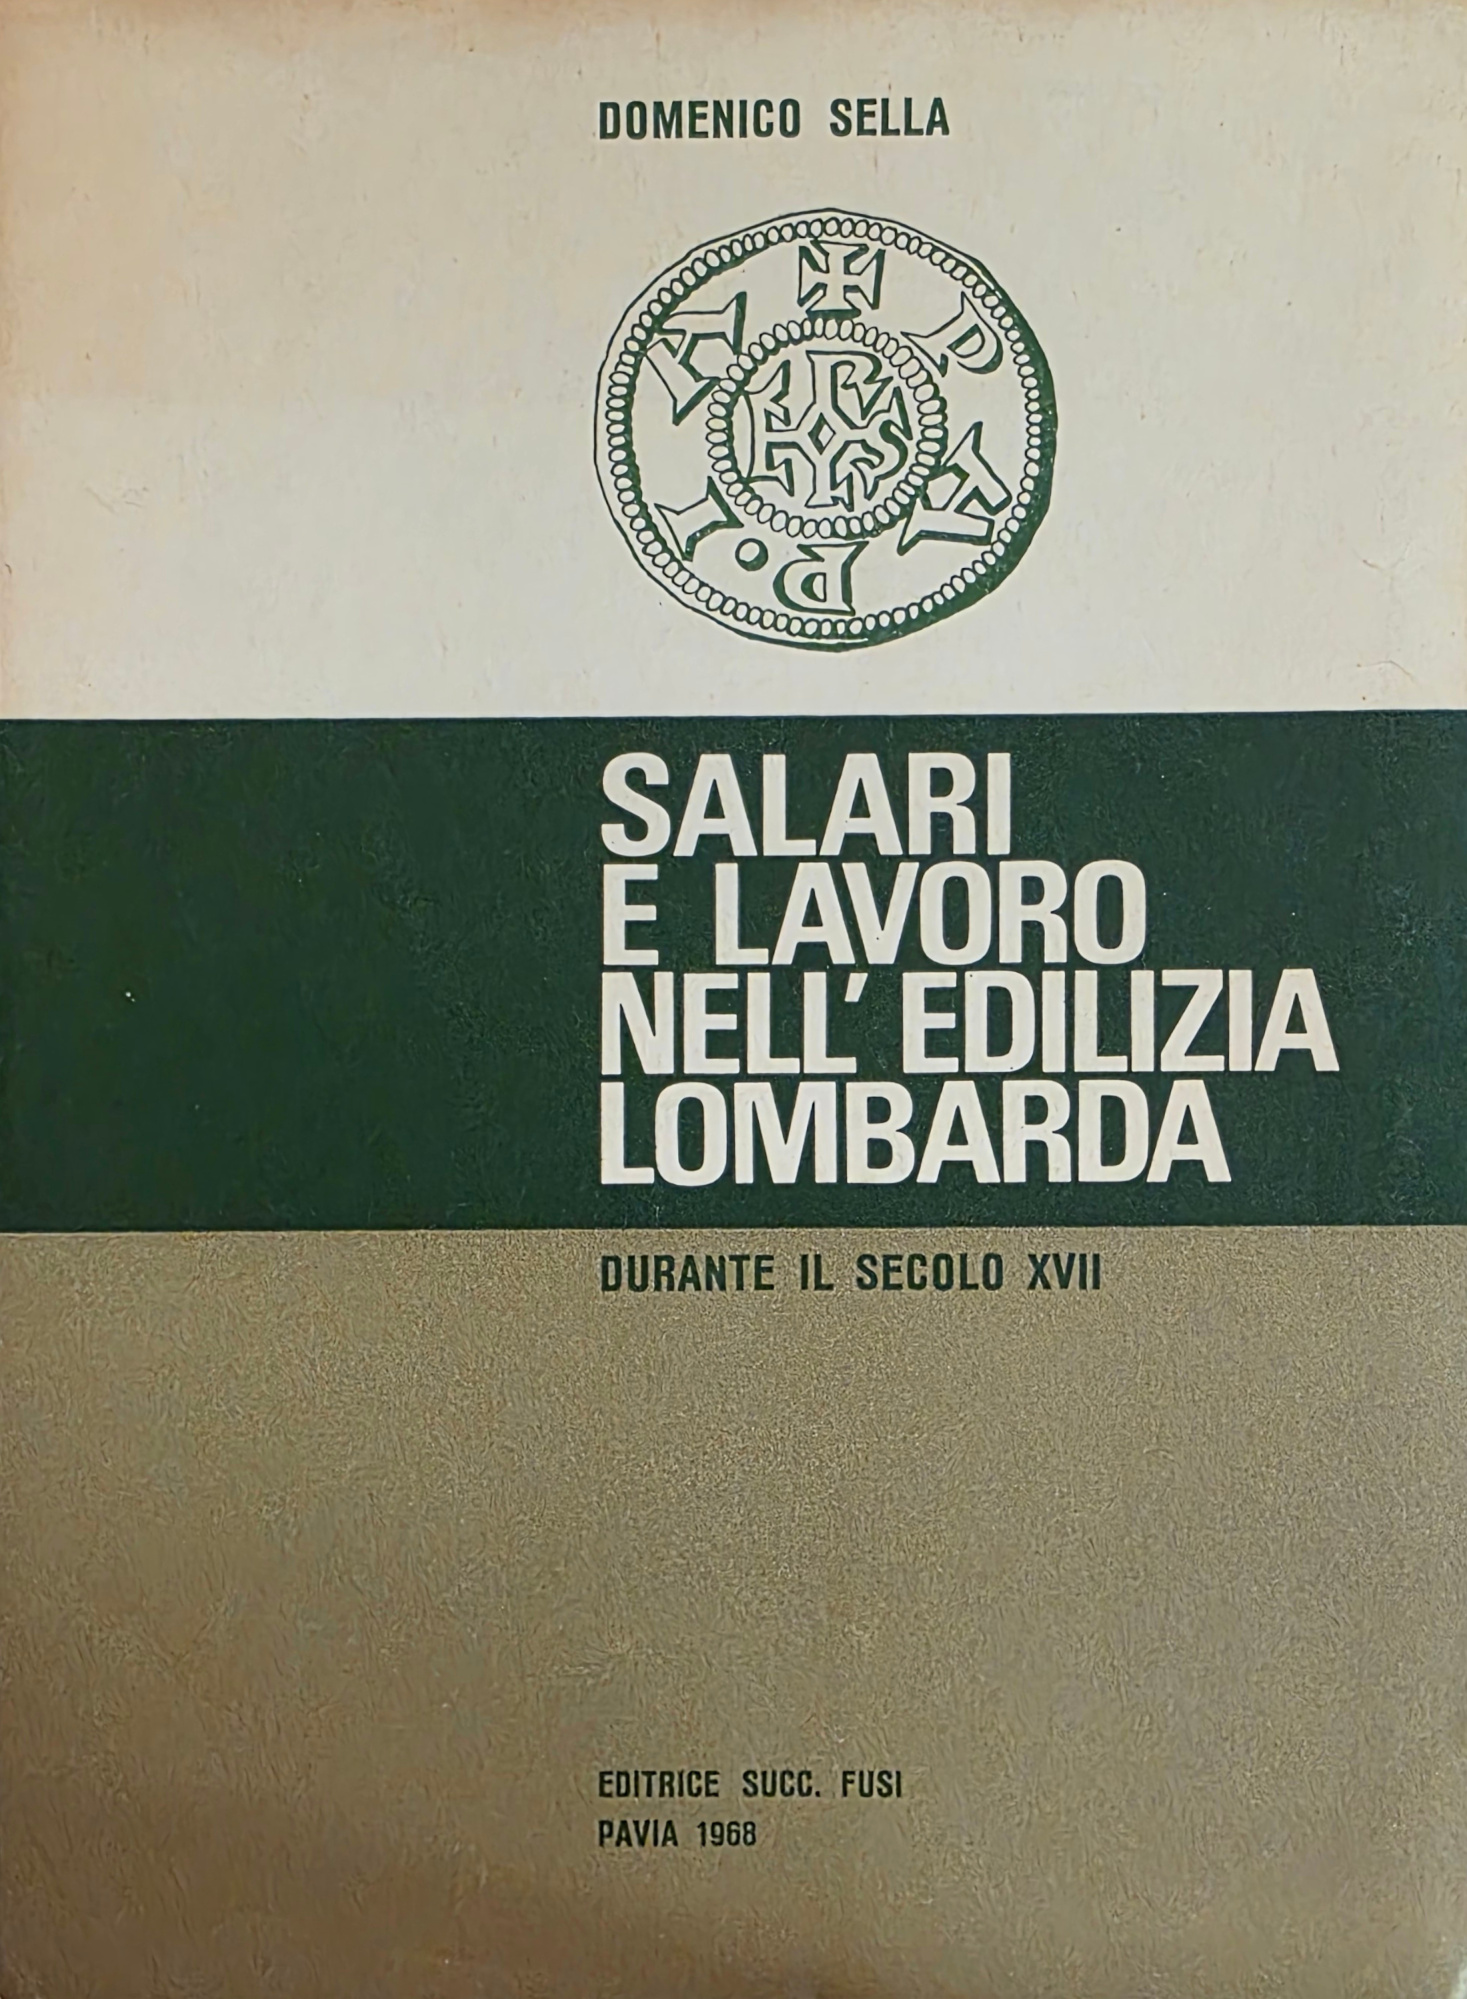 DOMENICO SELLA
SALARI
E LAVORO
NELL' EDILIZIA
LOMBARDA
DURANTE IL SECOLO XVII
EDITRICE SUCC. FUSI
PAVIA 1968